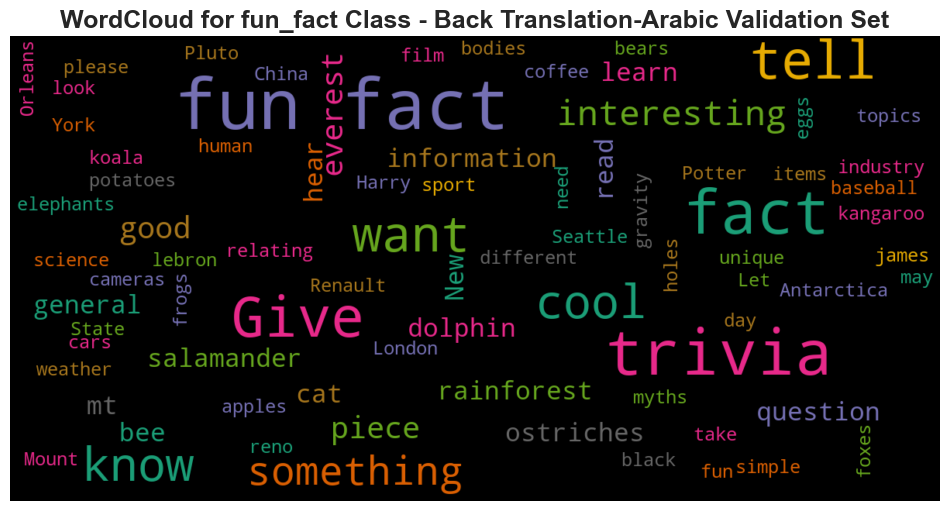 WordCloud for fun_fact Class - Back Translation-Arabic Validation Set
Orleans
Pluto
film
bodies
bears
tell
please
China
coffee
learn
look
fun
everest
fact
interesting
eggs
topics
York
human
hear
information
read
koala
potatoes
Harry
sport
need
gravity
Potter
items
industry
baseball
elephants
good
want
Seattle
fact
kangaroo
science
lebron
relating
New
different
holes
unique
james
cameras
frogs
Renault
Let
Antarctica
may
general
Give
cool
State
dolphin
day
cars
London
trivia
weather
salamander
mt
apples
cat
rainforest
myths
question
bee
piece
ostriches
take
Mount
know
reno
something
black
fun
simple
foxes